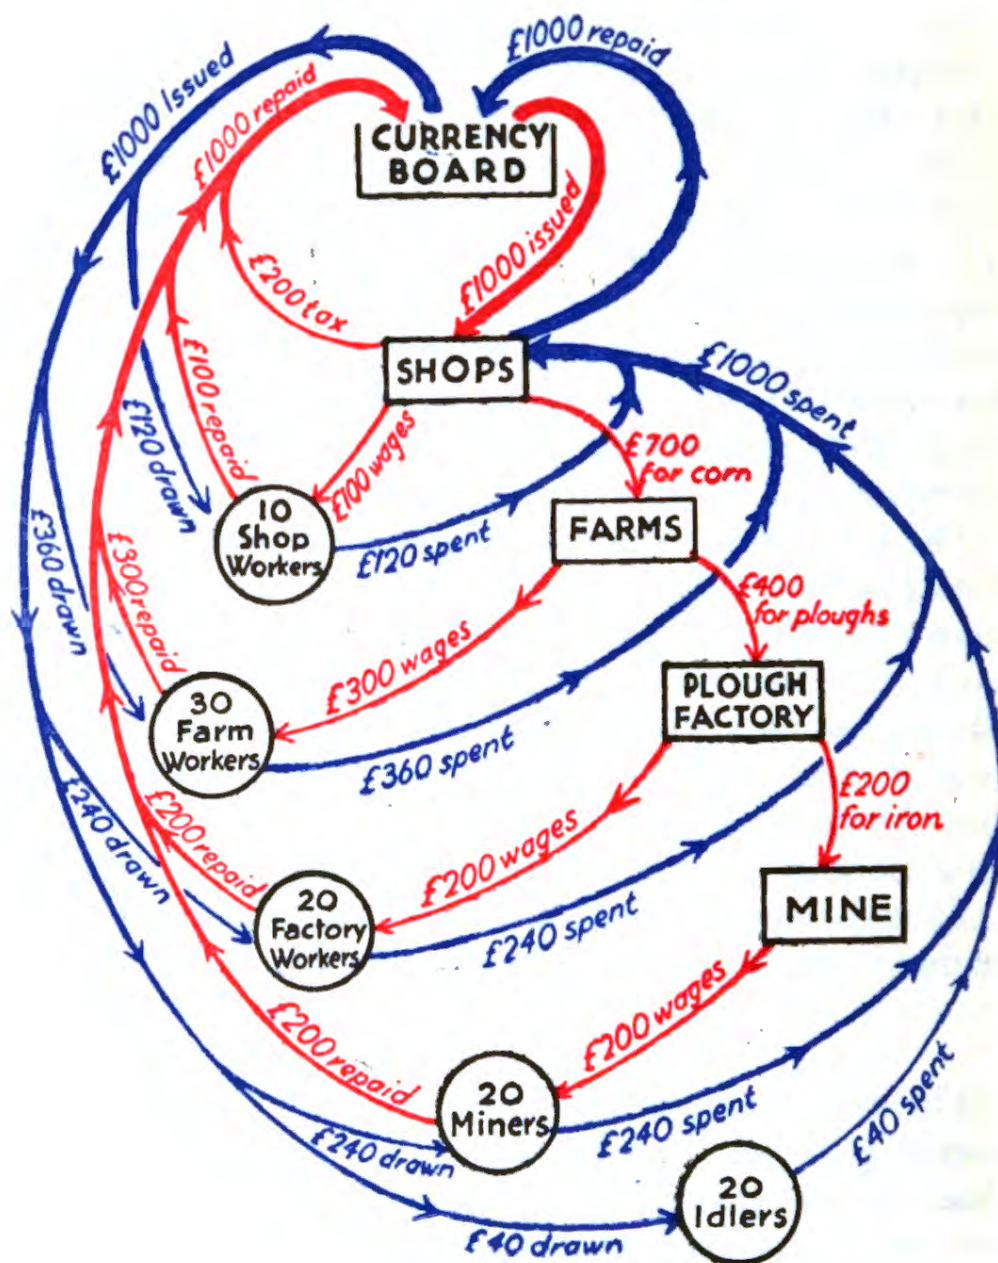 £1000 Issued
£1000 repaid
£1000 repaid
CURRENCY
BOARD
£1000 issued
£200 tax
SHOPS
£1000 spent
£100 repaid
£120 drawn
£100 wages
£700
for corn
10
Shop
Workers
£120 spent
FARMS
£360 drawn
£300 repaid
£400
for ploughs
£300 wages
30
Farm
Workers
£360 spent
PLOUGH
FACTORY
£240 drawn
£200 repaid
£200 wages
£200
for iron
20
Factory
Workers
£240 spent
MINE
£200 repaid
£200 wages
20
Miners
£240 drawn
£240 spent
£40 spent
20
Idlers
£40 drawn